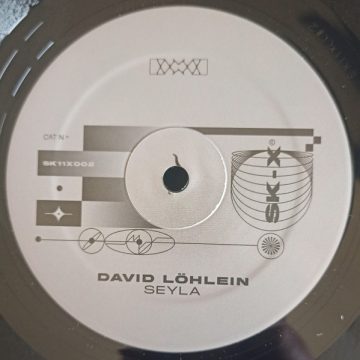 CAT N°
SK11X002
SK-X®
DAVID LÖHLEIN
SEYLA